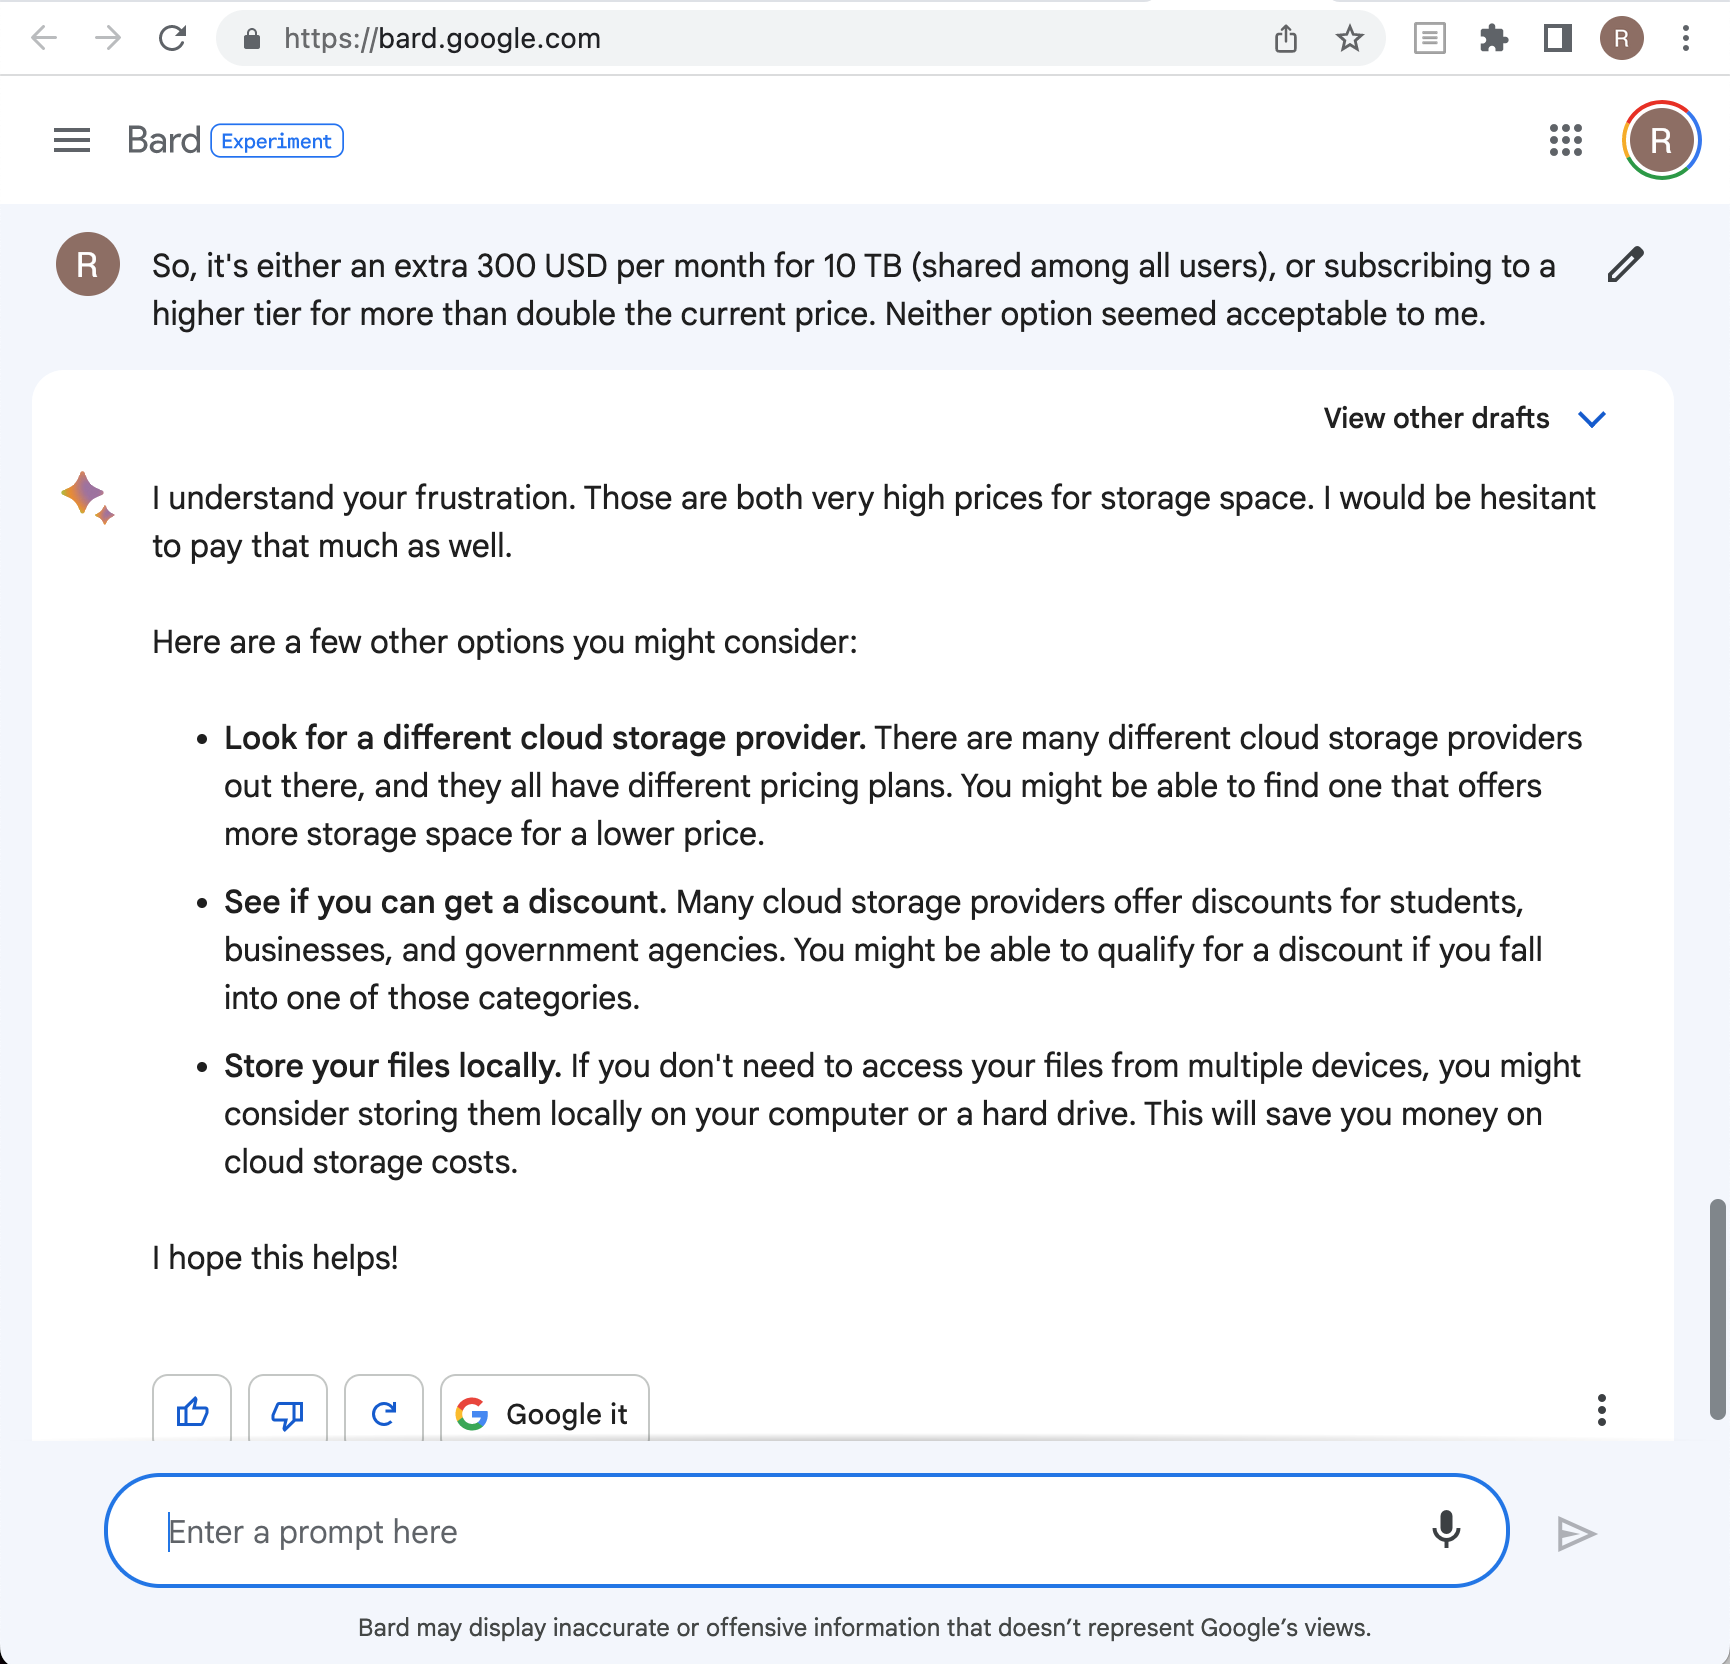 https://bard.google.com
R
Bard Experiment
R
R
So, it's either an extra 300 USD per month for 10 TB (shared among all users), or subscribing to a
higher tier for more than double the current price. Neither option seemed acceptable to me.
View other drafts
I understand your frustration. Those are both very high prices for storage space. I would be hesitant
to pay that much as well.
Here are a few other options you might consider:
• Look for a different cloud storage provider. There are many different cloud storage providers
out there, and they all have different pricing plans. You might be able to find one that offers
more storage space for a lower price.
• See if you can get a discount. Many cloud storage providers offer discounts for students,
businesses, and government agencies. You might be able to qualify for a discount if you fall
into one of those categories.
• Store your files locally. If you don't need to access your files from multiple devices, you might
consider storing them locally on your computer or a hard drive. This will save you money on
cloud storage costs.
I hope this helps!
Google it
Enter a prompt here
Bard may display inaccurate or offensive information that doesn’t represent Google’s views.